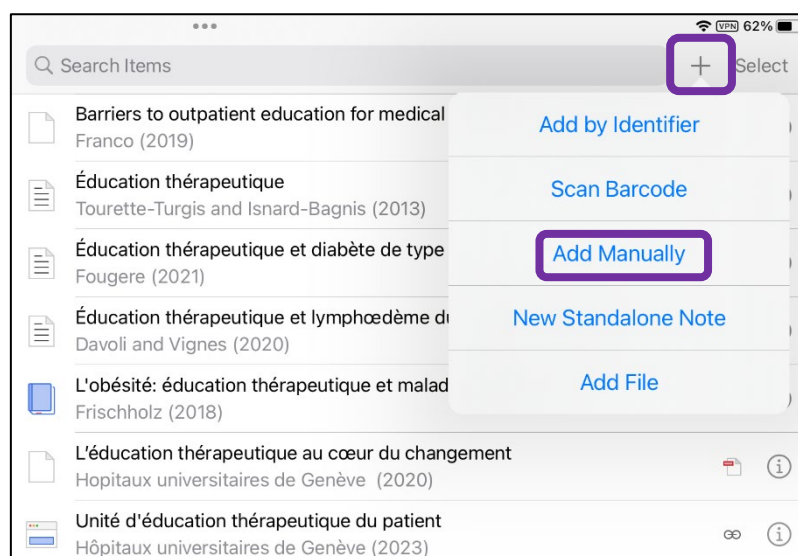 VPN 62%
Search Items
Select
Barriers to outpatient education for medical
Franco (2019)
Éducation thérapeutique
Tourette-Turgis and Isnard-Bagnis (2013)
Éducation thérapeutique et diabète de type
Fougere (2021)
Éducation thérapeutique et lymphœdème d
Davoli and Vignes (2020)
L'obésité: éducation thérapeutique et malad
Frischholz (2018)
L'éducation thérapeutique au cœur du changement
Hopitaux universitaires de Genève (2020)
Unité d'éducation thérapeutique du patient
Hôpitaux universitaires de Genève (2023)
Add by Identifier
Scan Barcode
Add Manually
New Standalone Note
Add File